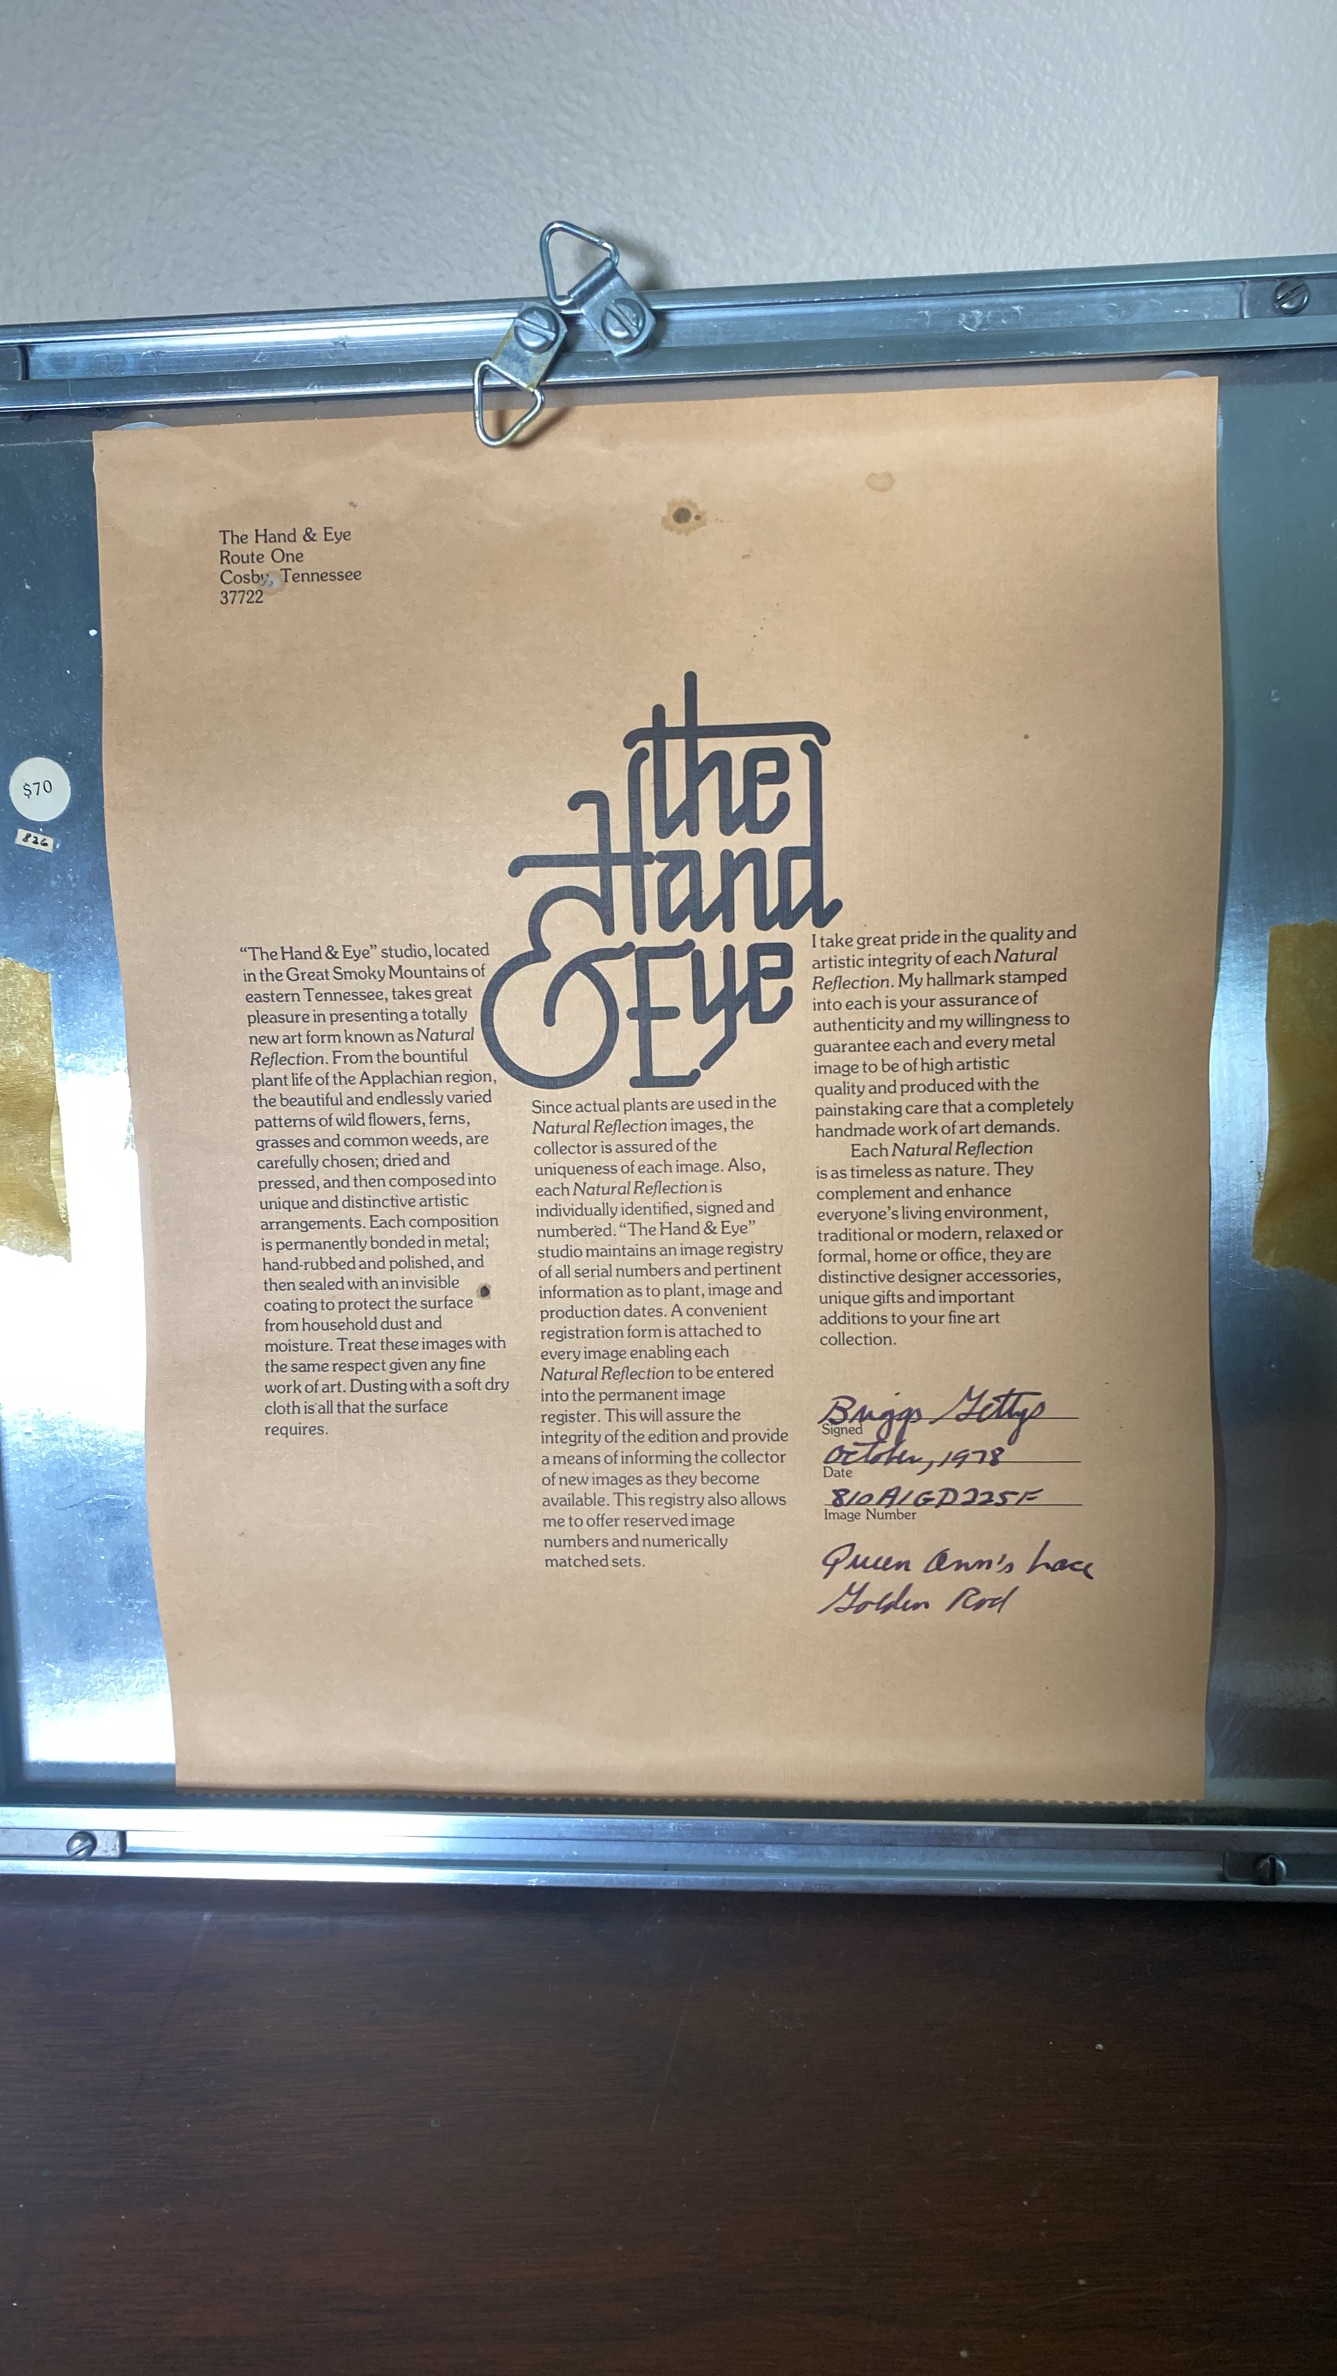 The Hand & Eye
Route One
Cosby, Tennessee
37722
the
Hand
& Eye
$70
826
“The Hand & Eye” studio, located
in the Great Smoky Mountains of
eastern Tennessee, takes great
pleasure in presenting a totally
new art form known as Natural
Reflection. From the bountiful
plant life of the Applachian region,
the beautiful and endlessly varied
patterns of wild flowers, ferns,
grasses and common weeds, are
carefully chosen; dried and
pressed, and then composed into
unique and distinctive artistic
arrangements. Each composition
is permanently bonded in metal;
hand-rubbed and polished, and
then sealed with an invisible
coating to protect the surface
from household dust and
moisture. Treat these images with
the same respect given any fine
work of art. Dusting with a soft dry
cloth is all that the surface
requires.
Since actual plants are used in the
Natural Reflection images, the
collector is assured of the
uniqueness of each image. Also,
each Natural Reflection is
individually identified, signed and
numbered. “The Hand & Eye”
studio maintains an image registry
of all serial numbers and pertinent
information as to plant, image and
production dates. A convenient
registration form is attached to
every image enabling each
Natural Reflection to be entered
into the permanent image
register. This will assure the
integrity of the edition and provide
a means of informing the collector
of new images as they become
available. This registry also allows
me to offer reserved image
numbers and numerically
matched sets.
I take great pride in the quality and
artistic integrity of each Natural
Reflection. My hallmark stamped
into each is your assurance of
authenticity and my willingness to
guarantee each and every metal
image to be of high artistic
quality and produced with the
painstaking care that a completely
handmade work of art demands.
Each Natural Reflection
is as timeless as nature. They
complement and enhance
everyone’s living environment,
traditional or modern, relaxed or
formal, home or office, they are
distinctive designer accessories,
unique gifts and important
additions to your fine art
collection.
Briggs Gettys
Signed
October, 1978
Date
810A1GD225F
Image Number
Queen Ann's Lace
Golden Rod